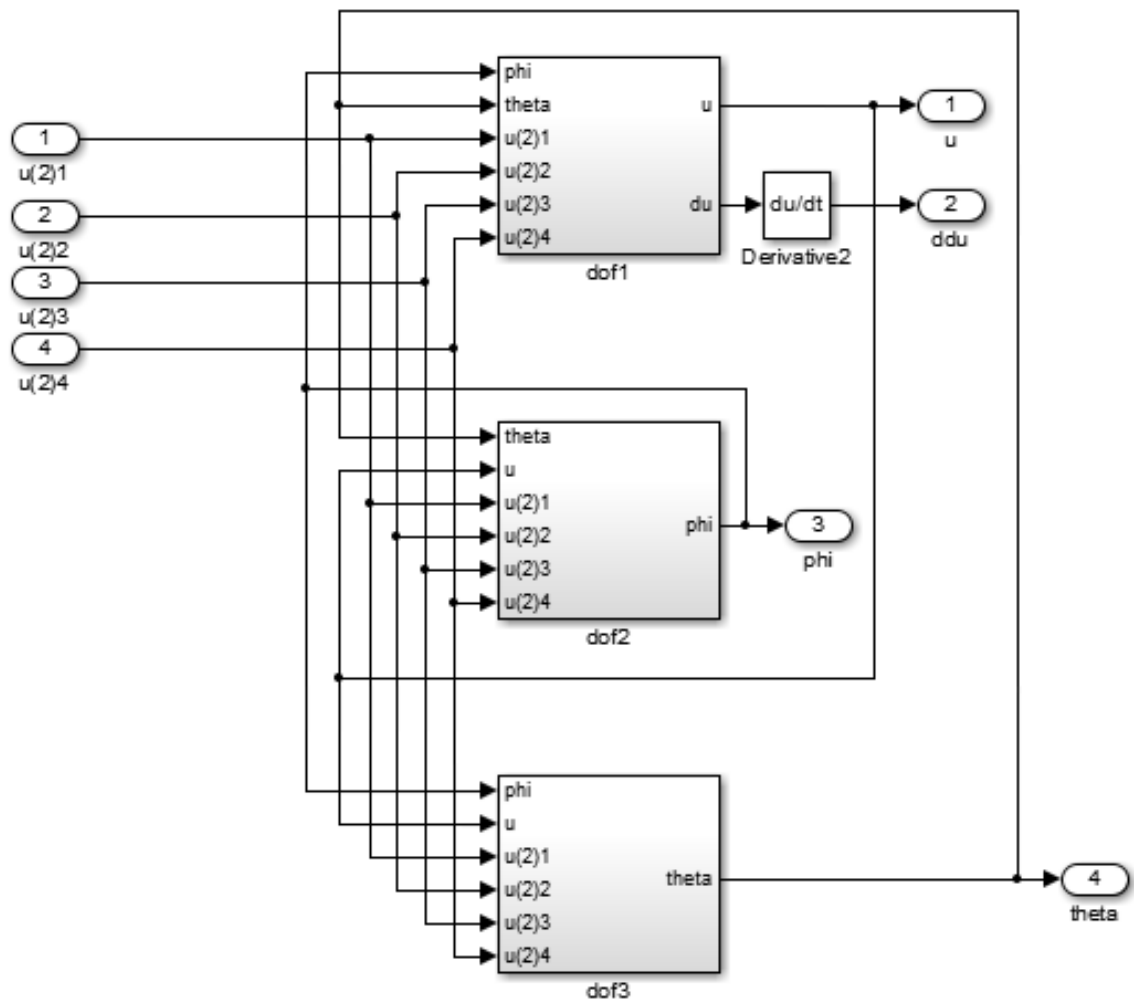 phi
theta
u(2)1
u(2)2
u(2)3
u(2)4
u
du
dof1
du/dt
Derivative2
1
u
2
ddu
1
u(2)1
2
u(2)2
3
u(2)3
4
u(2)4
theta
u
u(2)1
u(2)2
u(2)3
u(2)4
phi
dof2
3
phi
phi
u
u(2)1
u(2)2
u(2)3
u(2)4
theta
dof3
4
theta